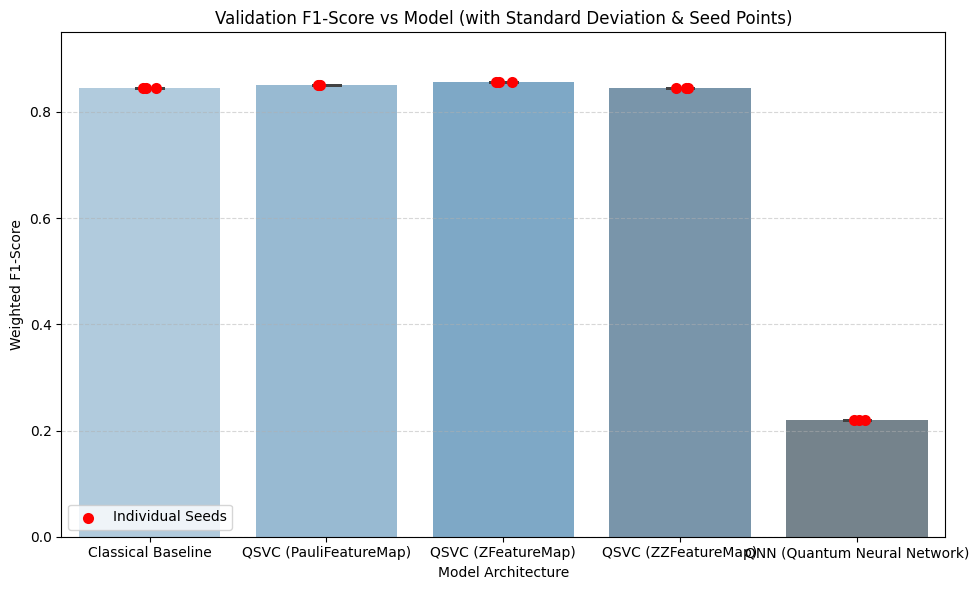 Validation F1-Score vs Model (with Standard Deviation & Seed Points)
Weighted F1-Score
0.8
0.6
0.4
0.2
0.0
Individual Seeds
Classical Baseline
QSVC (PauliFeatureMap)
QSVC (ZFeatureMap)
QSVC (ZZFeatureMap)
QNN (Quantum Neural Network)
Model Architecture